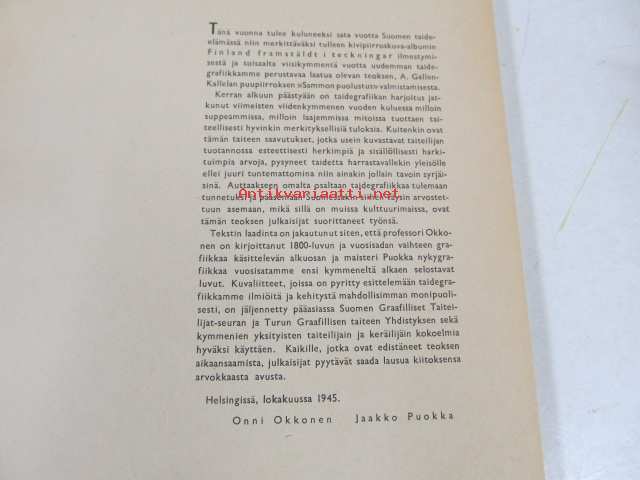 Tänä vuonna tulee kuluneeksi sata vuotta Suomen taide-
elämässä niin merkittäväksi tulleen kivipiirroskuva-albumin
Finland framstäldt i teckningar ilmestymi-
sestä ja toisaalta viisikymmentä vuotta uudemman taide-
grafiikkamme perustavaa laatua olevan teoksen, A. Gallen-
Kallelan puupiirroksen »Sammon puolustus» valmistamisesta.
Kerran alkuun päästyään on taidegrafiikan harjoitus jat-
kunut viimeisten viidenkymmenen vuoden kuluessa milloin
suppeammissa, milloin laajemmissa mitoissa tuottaen tai-
teellisesti hyvinkin merkityksellisiä tuloksia. Kuitenkin ovat
tämän taiteen saavutukset, jotka usein kuvastavat taiteilijan
tuotannossa esteettisesti herkimpiä ja sisällöllisesti harki-
tuimpia arvoja, pysyneet taidetta harrastavallekin yleisölle
ellei juuri tuntemattomina niin ainakin jollain tavoin syrjäi-
sinä. Auttaakseen omalta osaltaan taidegrafiikkaa tulemaan
tunnetuksi ja pääsemään Suomessakin siihen täysin arvostet-
tuun asemaan, mikä sillä on muissa kulttuurimaissa, ovat
tämän teoksen julkaisijat suorittaneet työnsä.
Tekstin laadinta on jakautunut siten, että professori Okko-
nen on kirjoittanut 1800-luvun ja vuosisadan vaihteen gra-
fiikkaa käsittelevän alkuosan ja maisteri Puokka nykygra-
fiikkaa vuosisatamme ensi kymmeneltä alkaen selostavat
luvut. Kuvaliitteet, joissa on pyritty esittelemään taidegra-
fiikkamme ilmiöitä ja kehitystä mahdollisimman monipuoli-
sesti, on jäljennetty pääasiassa Suomen Graafilliset Taitei-
lijat-seuran ja Turun Graafillisen taiteen Yhdistyksen sekä
kymmenien yksityisten taiteilijain ja keräilijäin kokoelmia
hyväksi käyttäen. Kaikille, jotka ovat edistäneet teoksen
aikaansaamista, julkaisijat pyytävät saada lausua kiitoksensa
arvokkaasta avusta.
Helsingissä, lokakuussa 1945.
Onni Okkonen Jaakko Puokka
Antikvariaatti.net